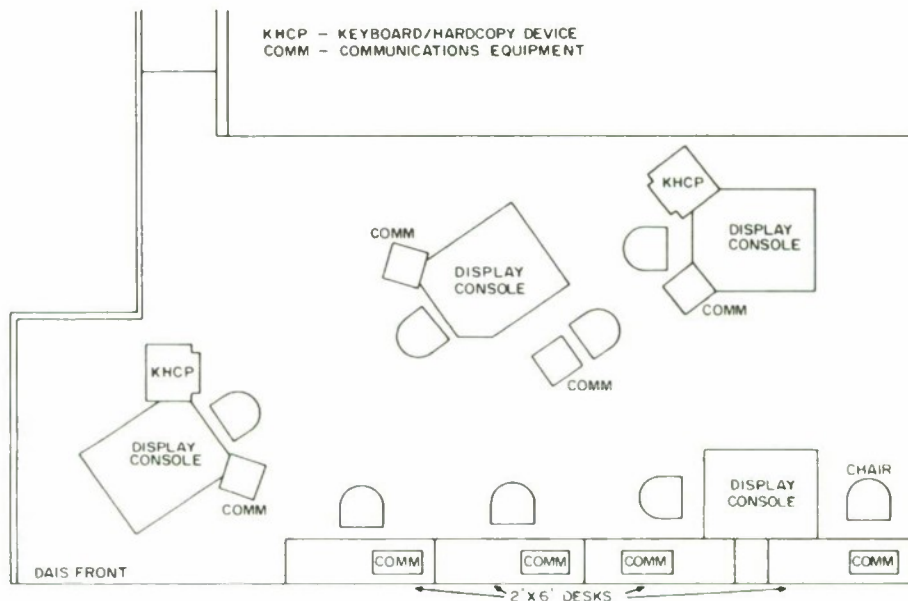 KHCP – KEYBOARD/HARDCOPY DEVICE
COMM – COMMUNICATIONS EQUIPMENT
KHCP
DISPLAY
CONSOLE
COMM
COMM
DISPLAY
CONSOLE
COMM
KHCP
DISPLAY
CONSOLE
COMM
DISPLAY
CONSOLE
CHAIR
DAIS FRONT
COMM
COMM
COMM
COMM
2'X6' DESKS